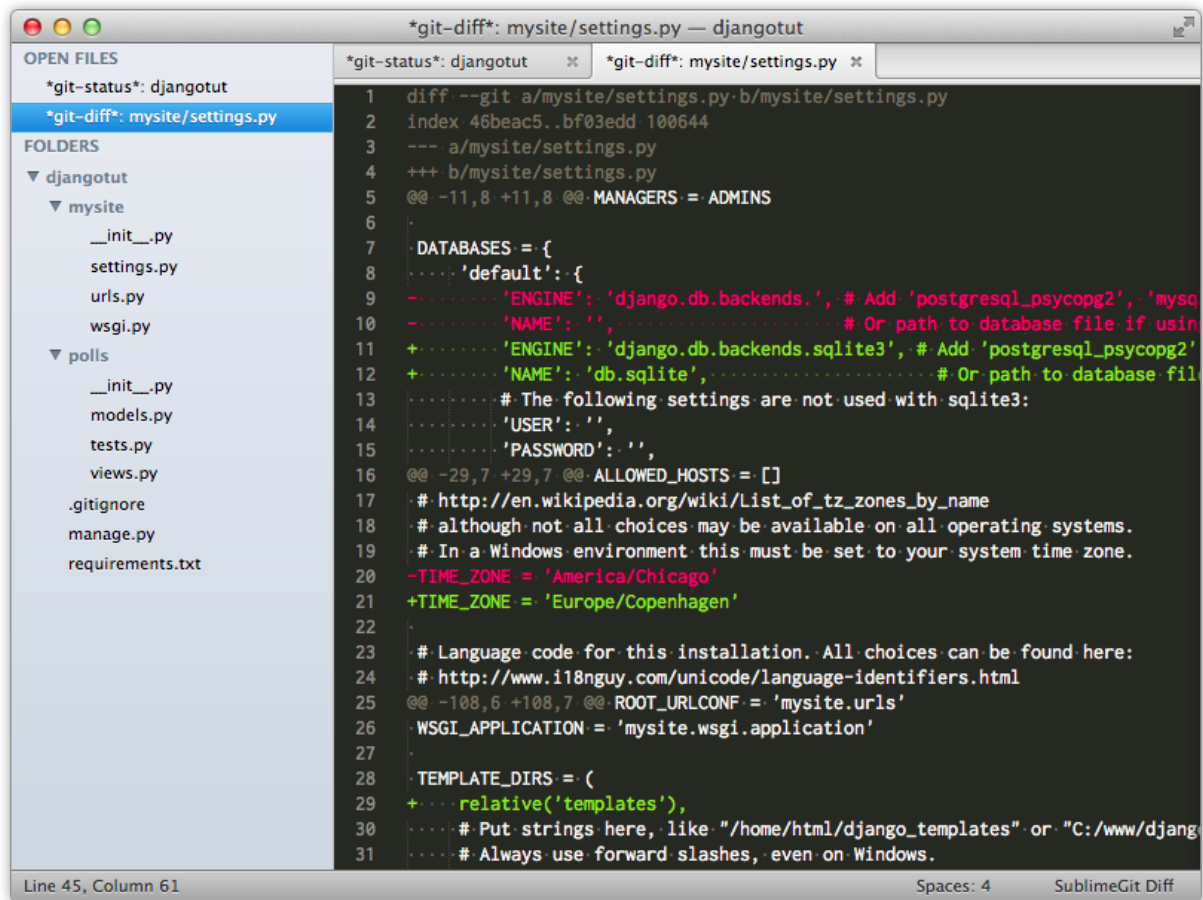 *git-diff*: mysite/settings.py — djangotut
OPEN FILES
*git-status*: djangotut
*git-diff*: mysite/settings.py
FOLDERS
▼ djangotut
▼ mysite
__init__.py
settings.py
urls.py
wsgi.py
▼ polls
__init__.py
models.py
tests.py
views.py
.gitignore
manage.py
requirements.txt
*git-status*: djangotut × *git-diff*: mysite/settings.py ×
1 diff --git a/mysite/settings.py b/mysite/settings.py
2 index 46beac5..bf03edd 100644
3 --- a/mysite/settings.py
4 +++ b/mysite/settings.py
5 @@ -11,8 +11,8 @@ MANAGERS = ADMINS
6
7 DATABASES = {
8 'default': {
9 - 'ENGINE': 'django.db.backends.', # Add 'postgresql_psycopg2', 'mysq
10 - 'NAME': '', # Or path to database file if usin
11 + 'ENGINE': 'django.db.backends.sqlite3', # Add 'postgresql_psycopg2'
12 + 'NAME': 'db.sqlite', # Or path to database fil
13 # The following settings are not used with sqlite3:
14 'USER': '',
15 'PASSWORD': '',
16 @@ -29,7 +29,7 @@ ALLOWED_HOSTS = []
17 # http://en.wikipedia.org/wiki/List_of_tz_zones_by_name
18 # although not all choices may be available on all operating systems.
19 # In a Windows environment this must be set to your system time zone.
20 -TIME_ZONE = 'America/Chicago'
21 +TIME_ZONE = 'Europe/Copenhagen'
22
23 # Language code for this installation. All choices can be found here:
24 # http://www.i18nguy.com/unicode/language-identifiers.html
25 @@ -108,6 +108,7 @@ ROOT_URLCONF = 'mysite.urls'
26 WSGI_APPLICATION = 'mysite.wsgi.application'
27
28 TEMPLATE_DIRS = (
29 + relative('templates'),
30 # Put strings here, like "/home/html/django_templates" or "C:/www/djang
31 # Always use forward slashes, even on Windows.
Line 45, Column 61 Spaces: 4 SublimeGit Diff